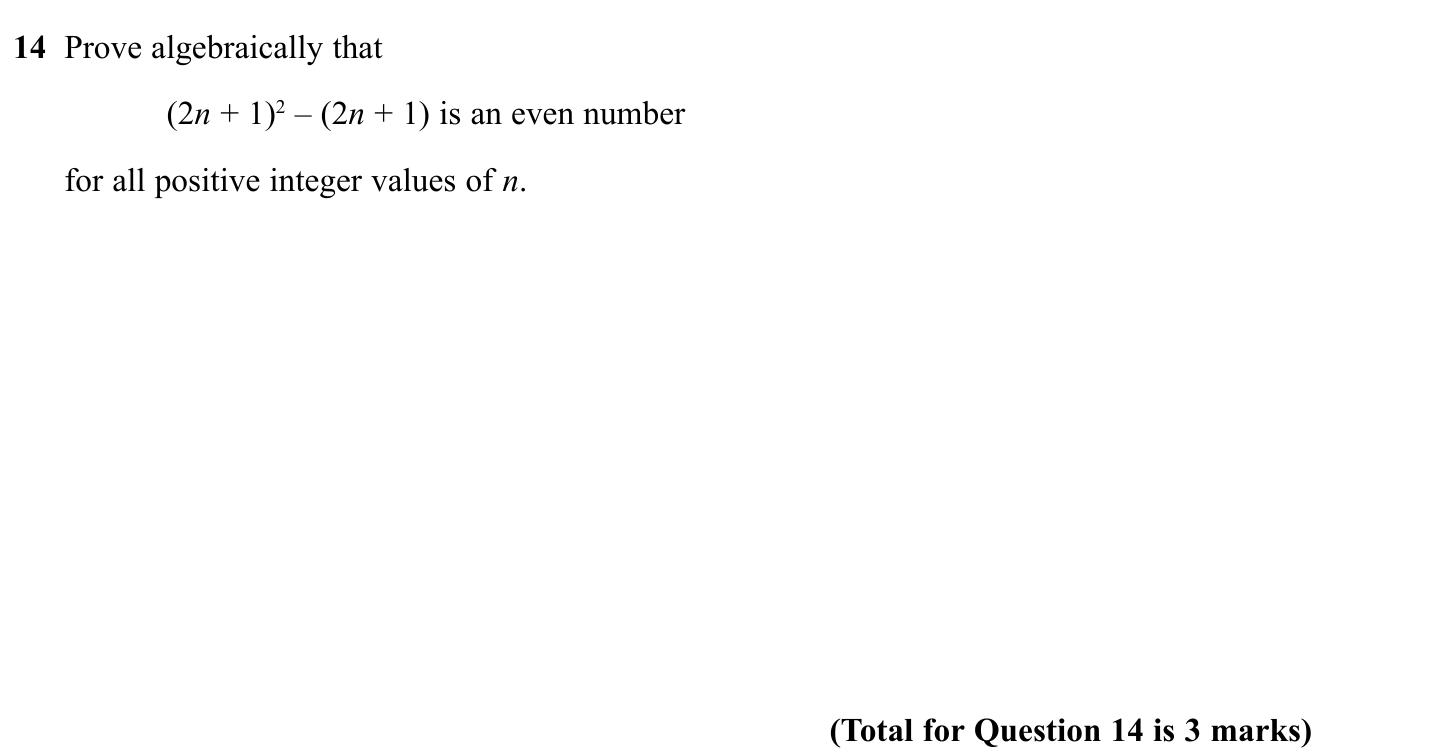 14 Prove algebraically that
(2n + 1)² – (2n + 1) is an even number
for all positive integer values of n.
(Total for Question 14 is 3 marks)